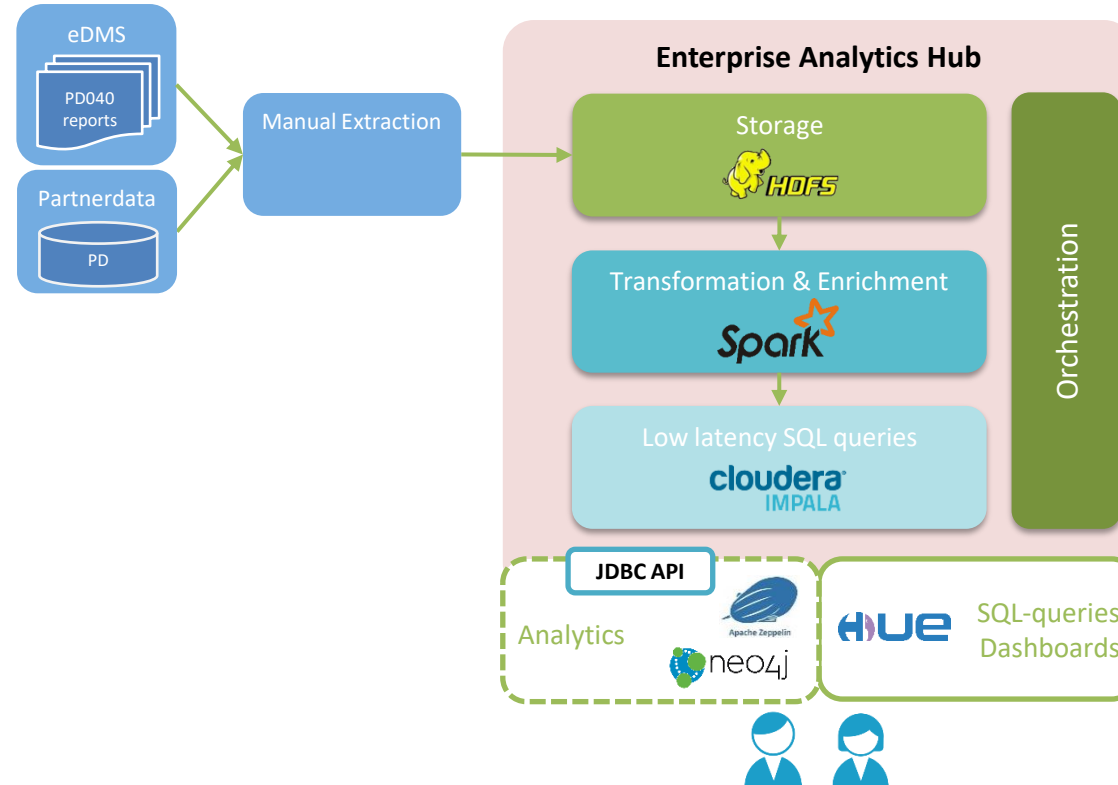 eDMS
PD040
reports
Partnerdata
PD
Manual Extraction
Enterprise Analytics Hub
Storage
HDFS
Transformation & Enrichment
Spark
Low latency SQL queries
cloudera
IMPALA
Orchestration
JDBC API
Analytics
Apache Zeppelin
neo4j
HUE
SQL-queries
Dashboards